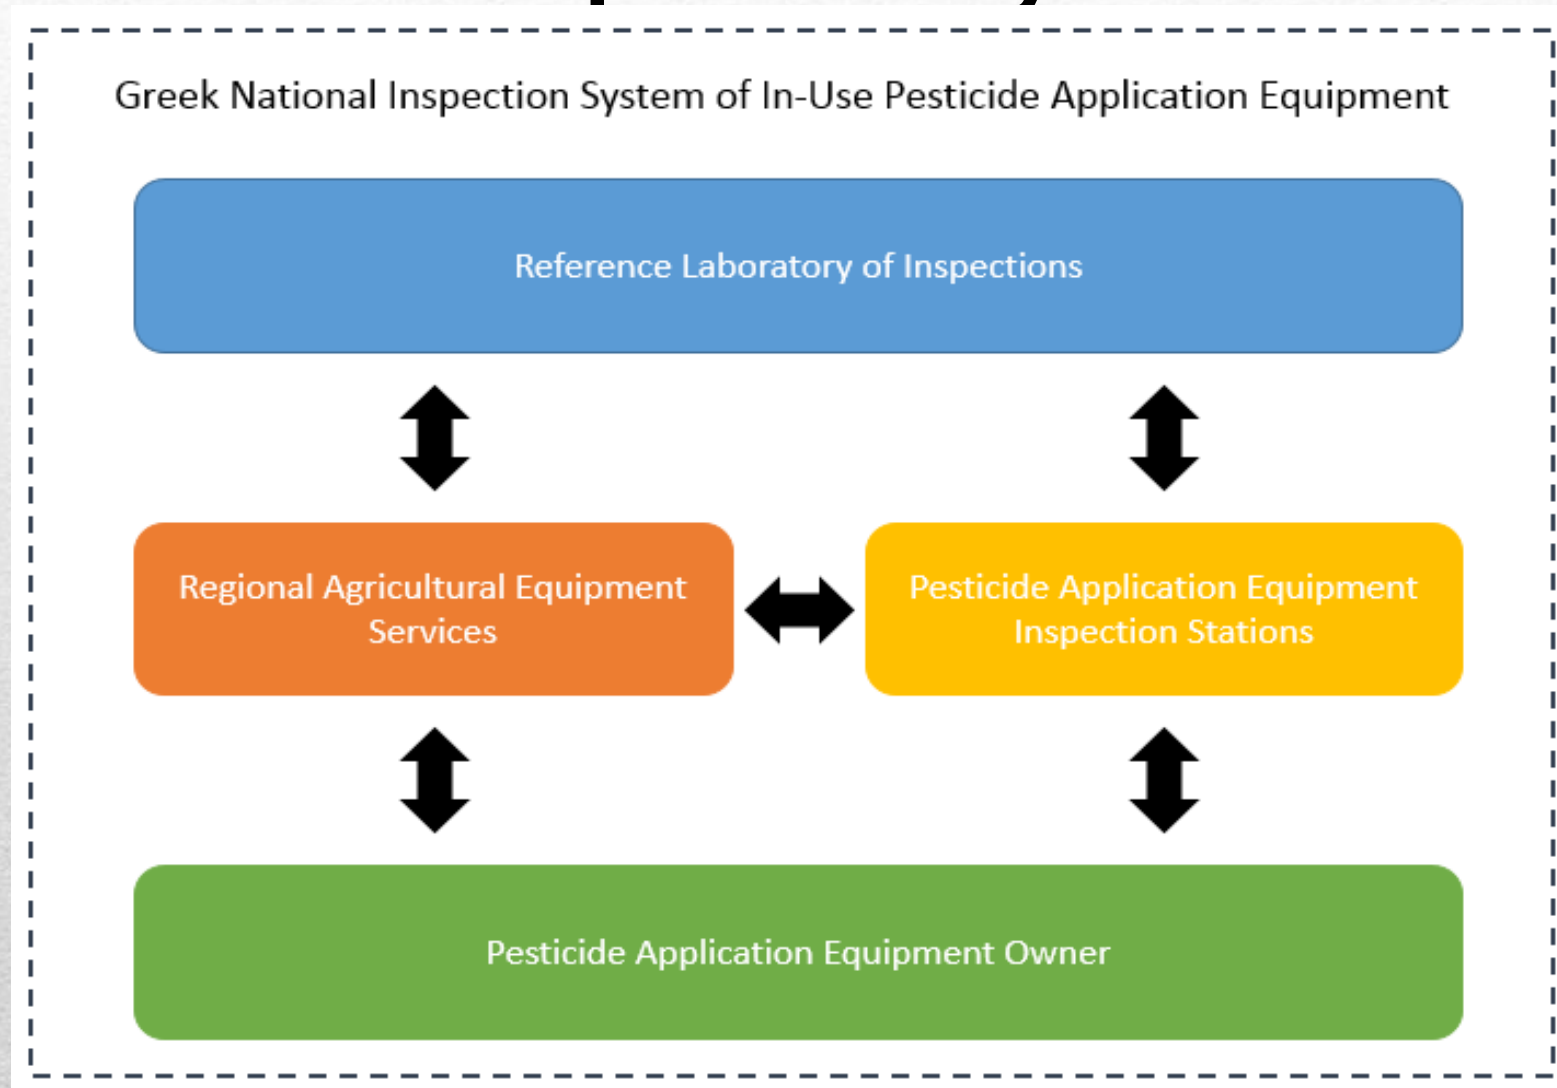 Greek National Inspection System of In-Use Pesticide Application Equipment
Reference Laboratory of Inspections
Regional Agricultural Equipment
Services
Pesticide Application Equipment
Inspection Stations
Pesticide Application Equipment Owner